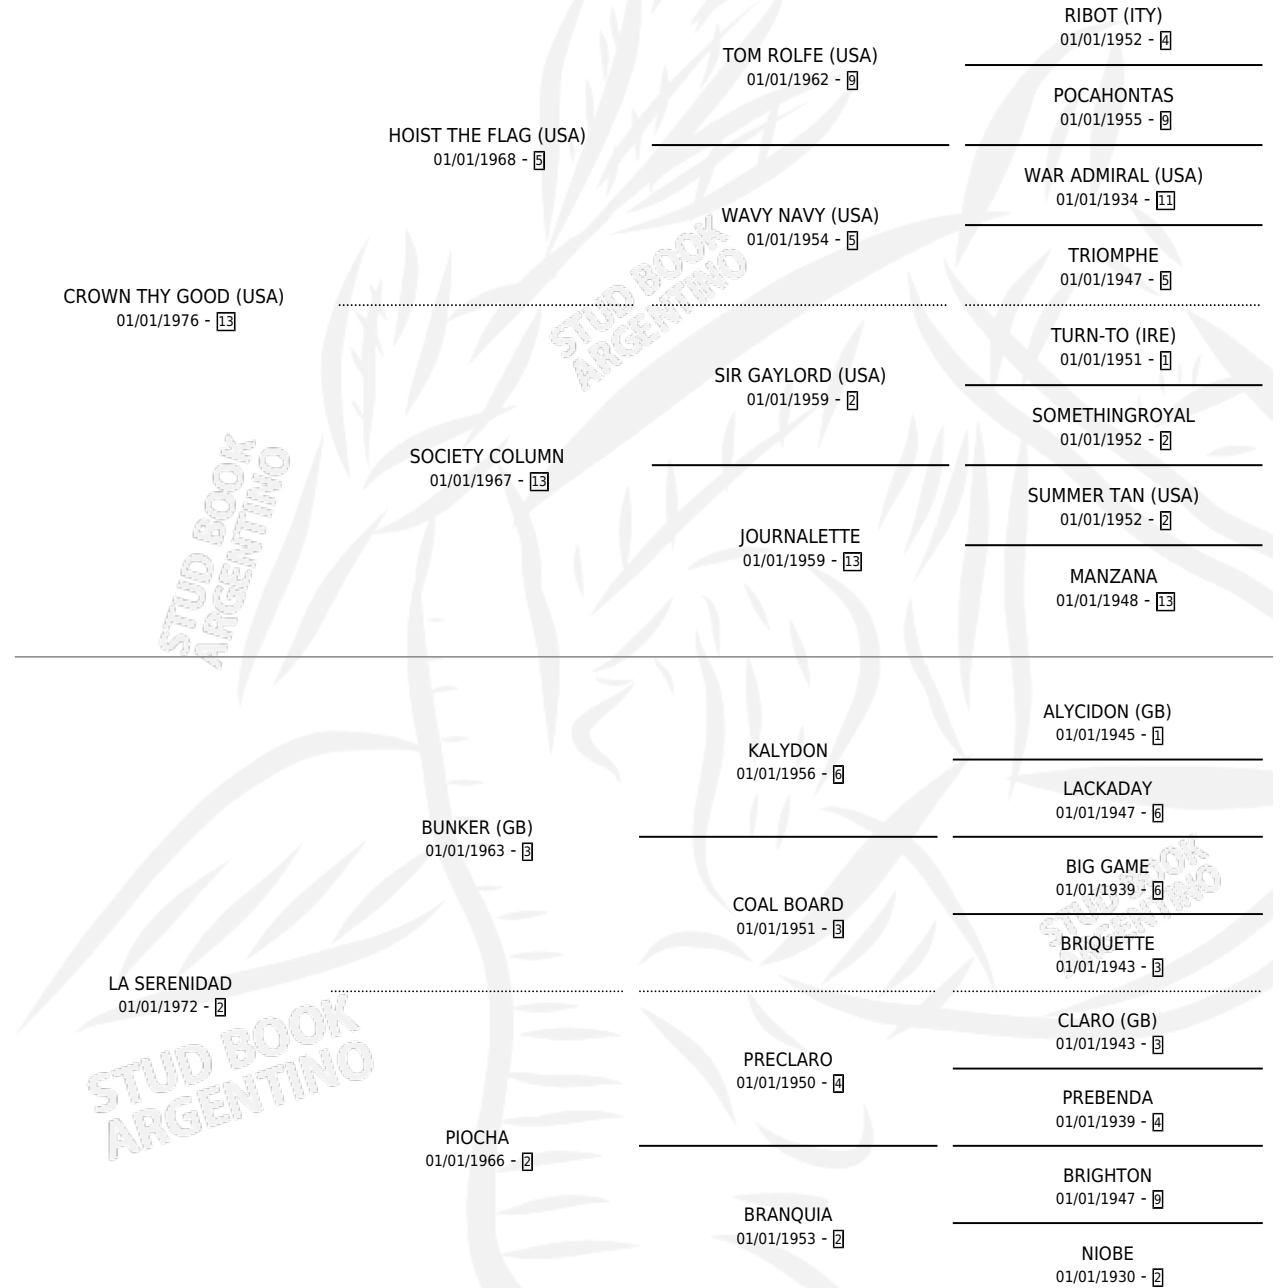 RIBOT (ITY)
01/01/1952 - 4
TOM ROLFE (USA)
01/01/1962 - 9
POCAHONTAS
01/01/1955 - 9
HOIST THE FLAG (USA)
01/01/1968 - 5
WAR ADMIRAL (USA)
01/01/1934 - 11
WAVY NAVY (USA)
01/01/1954 - 5
TRIOMPHE
01/01/1947 - 5
CROWN THY GOOD (USA)
01/01/1976 - 13
TURN-TO (IRE)
01/01/1951 - 1
SIR GAYLORD (USA)
01/01/1959 - 2
SOMETHINGROYAL
01/01/1952 - 2
SOCIETY COLUMN
01/01/1967 - 13
SUMMER TAN (USA)
01/01/1952 - 2
JOURNALETTE
01/01/1959 - 13
MANZANA
01/01/1948 - 13
ALYCIDON (GB)
01/01/1945 - 1
KALYDON
01/01/1956 - 6
LACKADAY
01/01/1947 - 6
BUNKER (GB)
01/01/1963 - 3
BIG GAME
01/01/1939 - 6
COAL BOARD
01/01/1951 - 3
BRIQUETTE
01/01/1943 - 3
LA SERENIDAD
01/01/1972 - 2
CLARO (GB)
01/01/1943 - 3
PRECLARO
01/01/1950 - 4
PREBENDA
01/01/1939 - 4
PIOCHA
01/01/1966 - 2
BRIGHTON
01/01/1947 - 9
BRANQUIA
01/01/1953 - 2
NIOBE
01/01/1930 - 2
STUD BOOK
ARGENTINO
STUD BOOK
ARGENTINO
STUD BOOK
ARGENTINO
STUD BOOK
ARGENTINO